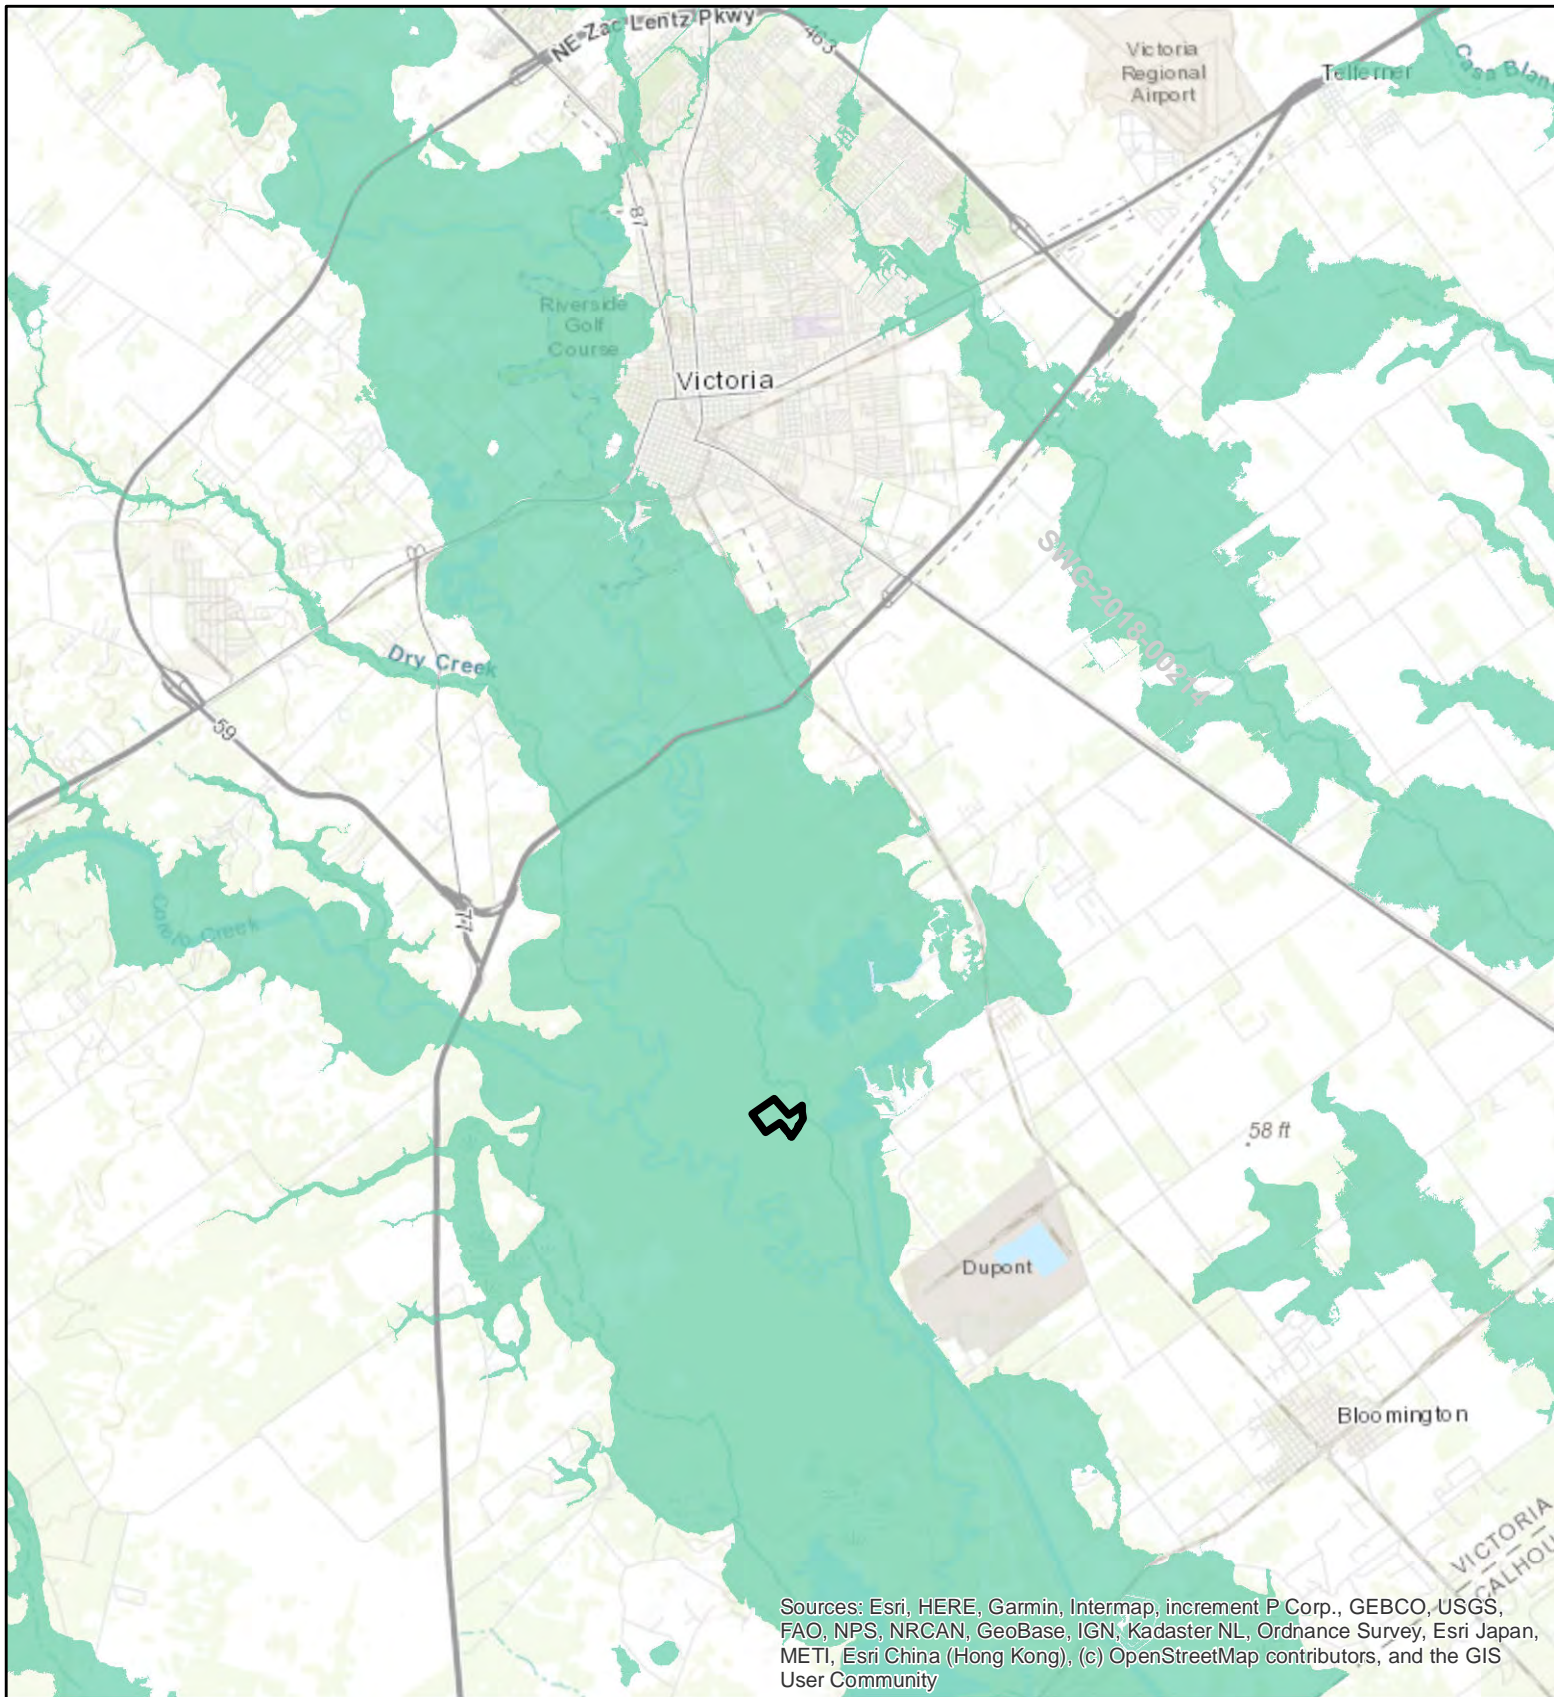 NE Zac Lentz Pkwy
463
Victoria
Regional
Airport
Telferner
Casa Blan
87
Riverside
Golf
Course
Victoria
SWG-2018-00214
Dry Creek
59
77
Coleto Creek
58 ft
Dupont
Bloomington
VICTORIA
CALHOU
Sources: Esri, HERE, Garmin, Intermap, increment P Corp., GEBCO, USGS,
FAO, NPS, NRCAN, GeoBase, IGN, Kadaster NL, Ordnance Survey, Esri Japan,
METI, Esri China (Hong Kong), (c) OpenStreetMap contributors, and the GIS
User Community